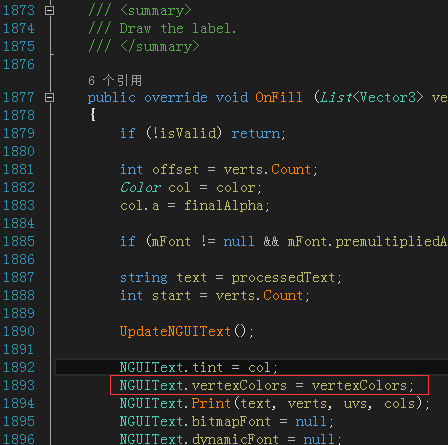 1873 /// <summary>
1874 /// Draw the label.
1875 /// </summary>
1876
6 个引用
1877 public override void OnFill (List<Vector3> ve
1878 {
1879 if (!isValid) return;
1880
1881 int offset = verts.Count;
1882 Color col = color;
1883 col.a = finalAlpha;
1884
1885 if (mFont != null && mFont.premultipliedA
1886
1887 string text = processedText;
1888 int start = verts.Count;
1889
1890 UpdateNGUIText();
1891
1892 NGUIText.tint = col;
1893 NGUIText.vertexColors = vertexColors;
1894 NGUIText.Print(text, verts, uvs, cols);
1895 NGUIText.bitmapFont = null;
1896 NGUIText.dynamicFont = null;